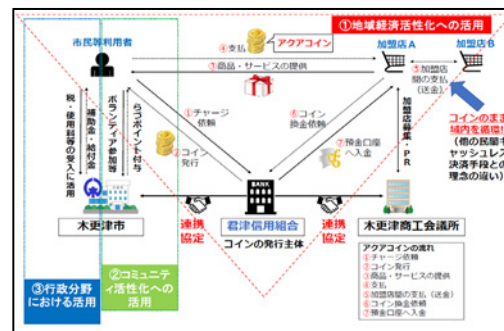 ①地域経済活性化への活用
市民等利用者
④支払
アクアコイン
加盟店A
加盟店B
③商品・サービスの提供
⑤加盟店
間の支払
(送金)
税・使用料等の受入に活用
補助金・給付金
ボランティア参加等
らづポイント付与
①チャージ
依頼
②コイン
発行
⑥コイン
換金依頼
⑦預金口座
へ入金
加盟店募集・PR
コインのまま
域内を循環!
(他の民間キ
ャッシュレス
決済手段との
理念の違い)
BANK
木更津市
連携
協定
君津信用組合
コインの発行主体
連携
協定
木更津商工会議所
③行政分野
における活用
②コミュニテ
ィ活性化への
活用
アクアコインの流れ
①チャージ依頼
②コイン発行
③商品・サービスの提供
④支払
⑤加盟店間の支払(送金)
⑥コイン換金依頼
⑦預金口座へ入金